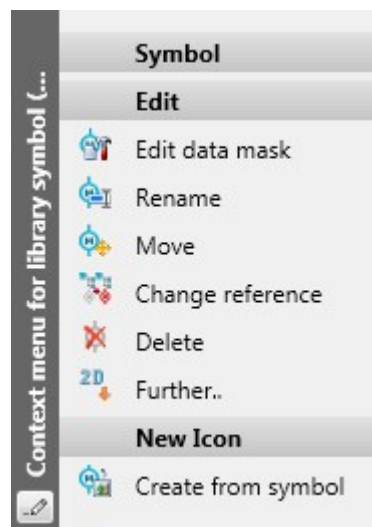 Context menu for library symbol (...
Symbol
Edit
Edit data mask
Rename
Move
Change reference
Delete
2D
Further..
New Icon
Create from symbol